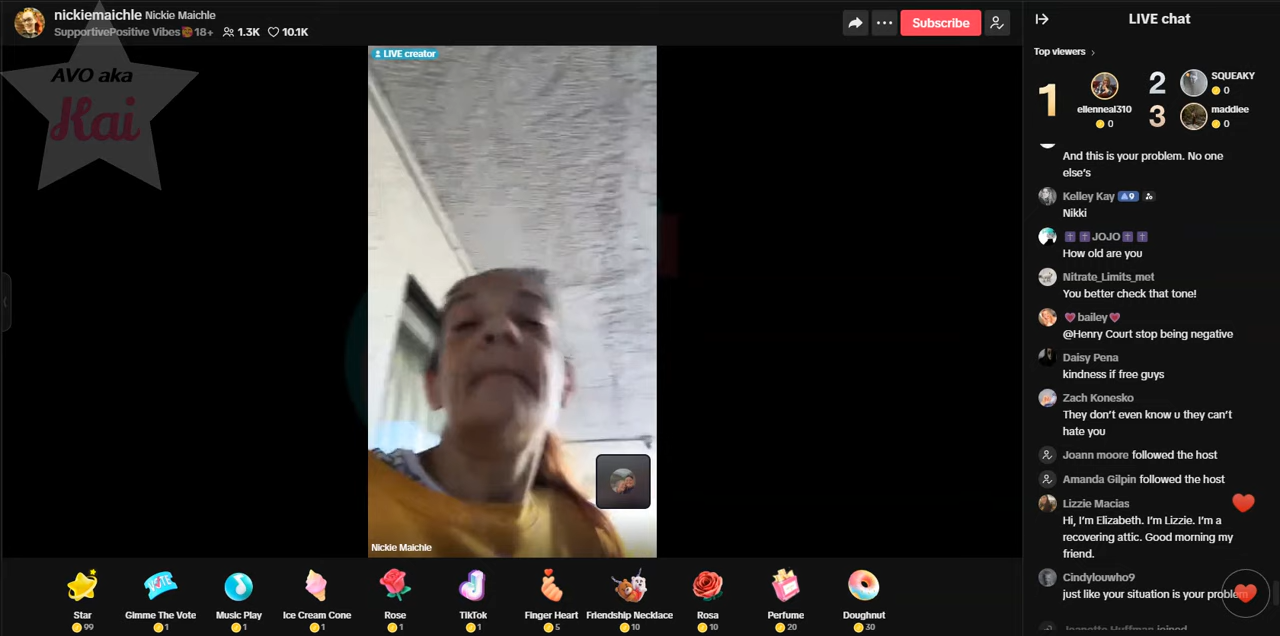 nickiemaichle Nickie Maichle
SupportivePositive Vibes 18+ 1.3K 10.1K
Subscribe
LIVE chat
AVO aka
Kai
LIVE creator
Nickie Maichle
Top viewers
1
ellenneal310
0
2
SQUEAKY
0
3
maddlee
0
And this is your problem. No one
else's
Kelley Kay 9
Nikki
JOJO
How old are you
Nitrate_Limits_met
You better check that tone!
bailey
@Henry Court stop being negative
Daisy Pena
kindness if free guys
Zach Konesko
They don't even know u they can't
hate you
Joann moore followed the host
Amanda Gilpin followed the host
Lizzie Macias
Hi, I'm Elizabeth. I'm Lizzie. I'm a
recovering attic. Good morning my
friend.
Cindylouwho9
just like your situation is your problem
Jeanette Huffman joined
Star
99
Gimme The Vote
1
Music Play
1
Ice Cream Cone
1
Rose
1
TikTok
1
Finger Heart
5
Friendship Necklace
10
Rosa
10
Perfume
20
Doughnut
30